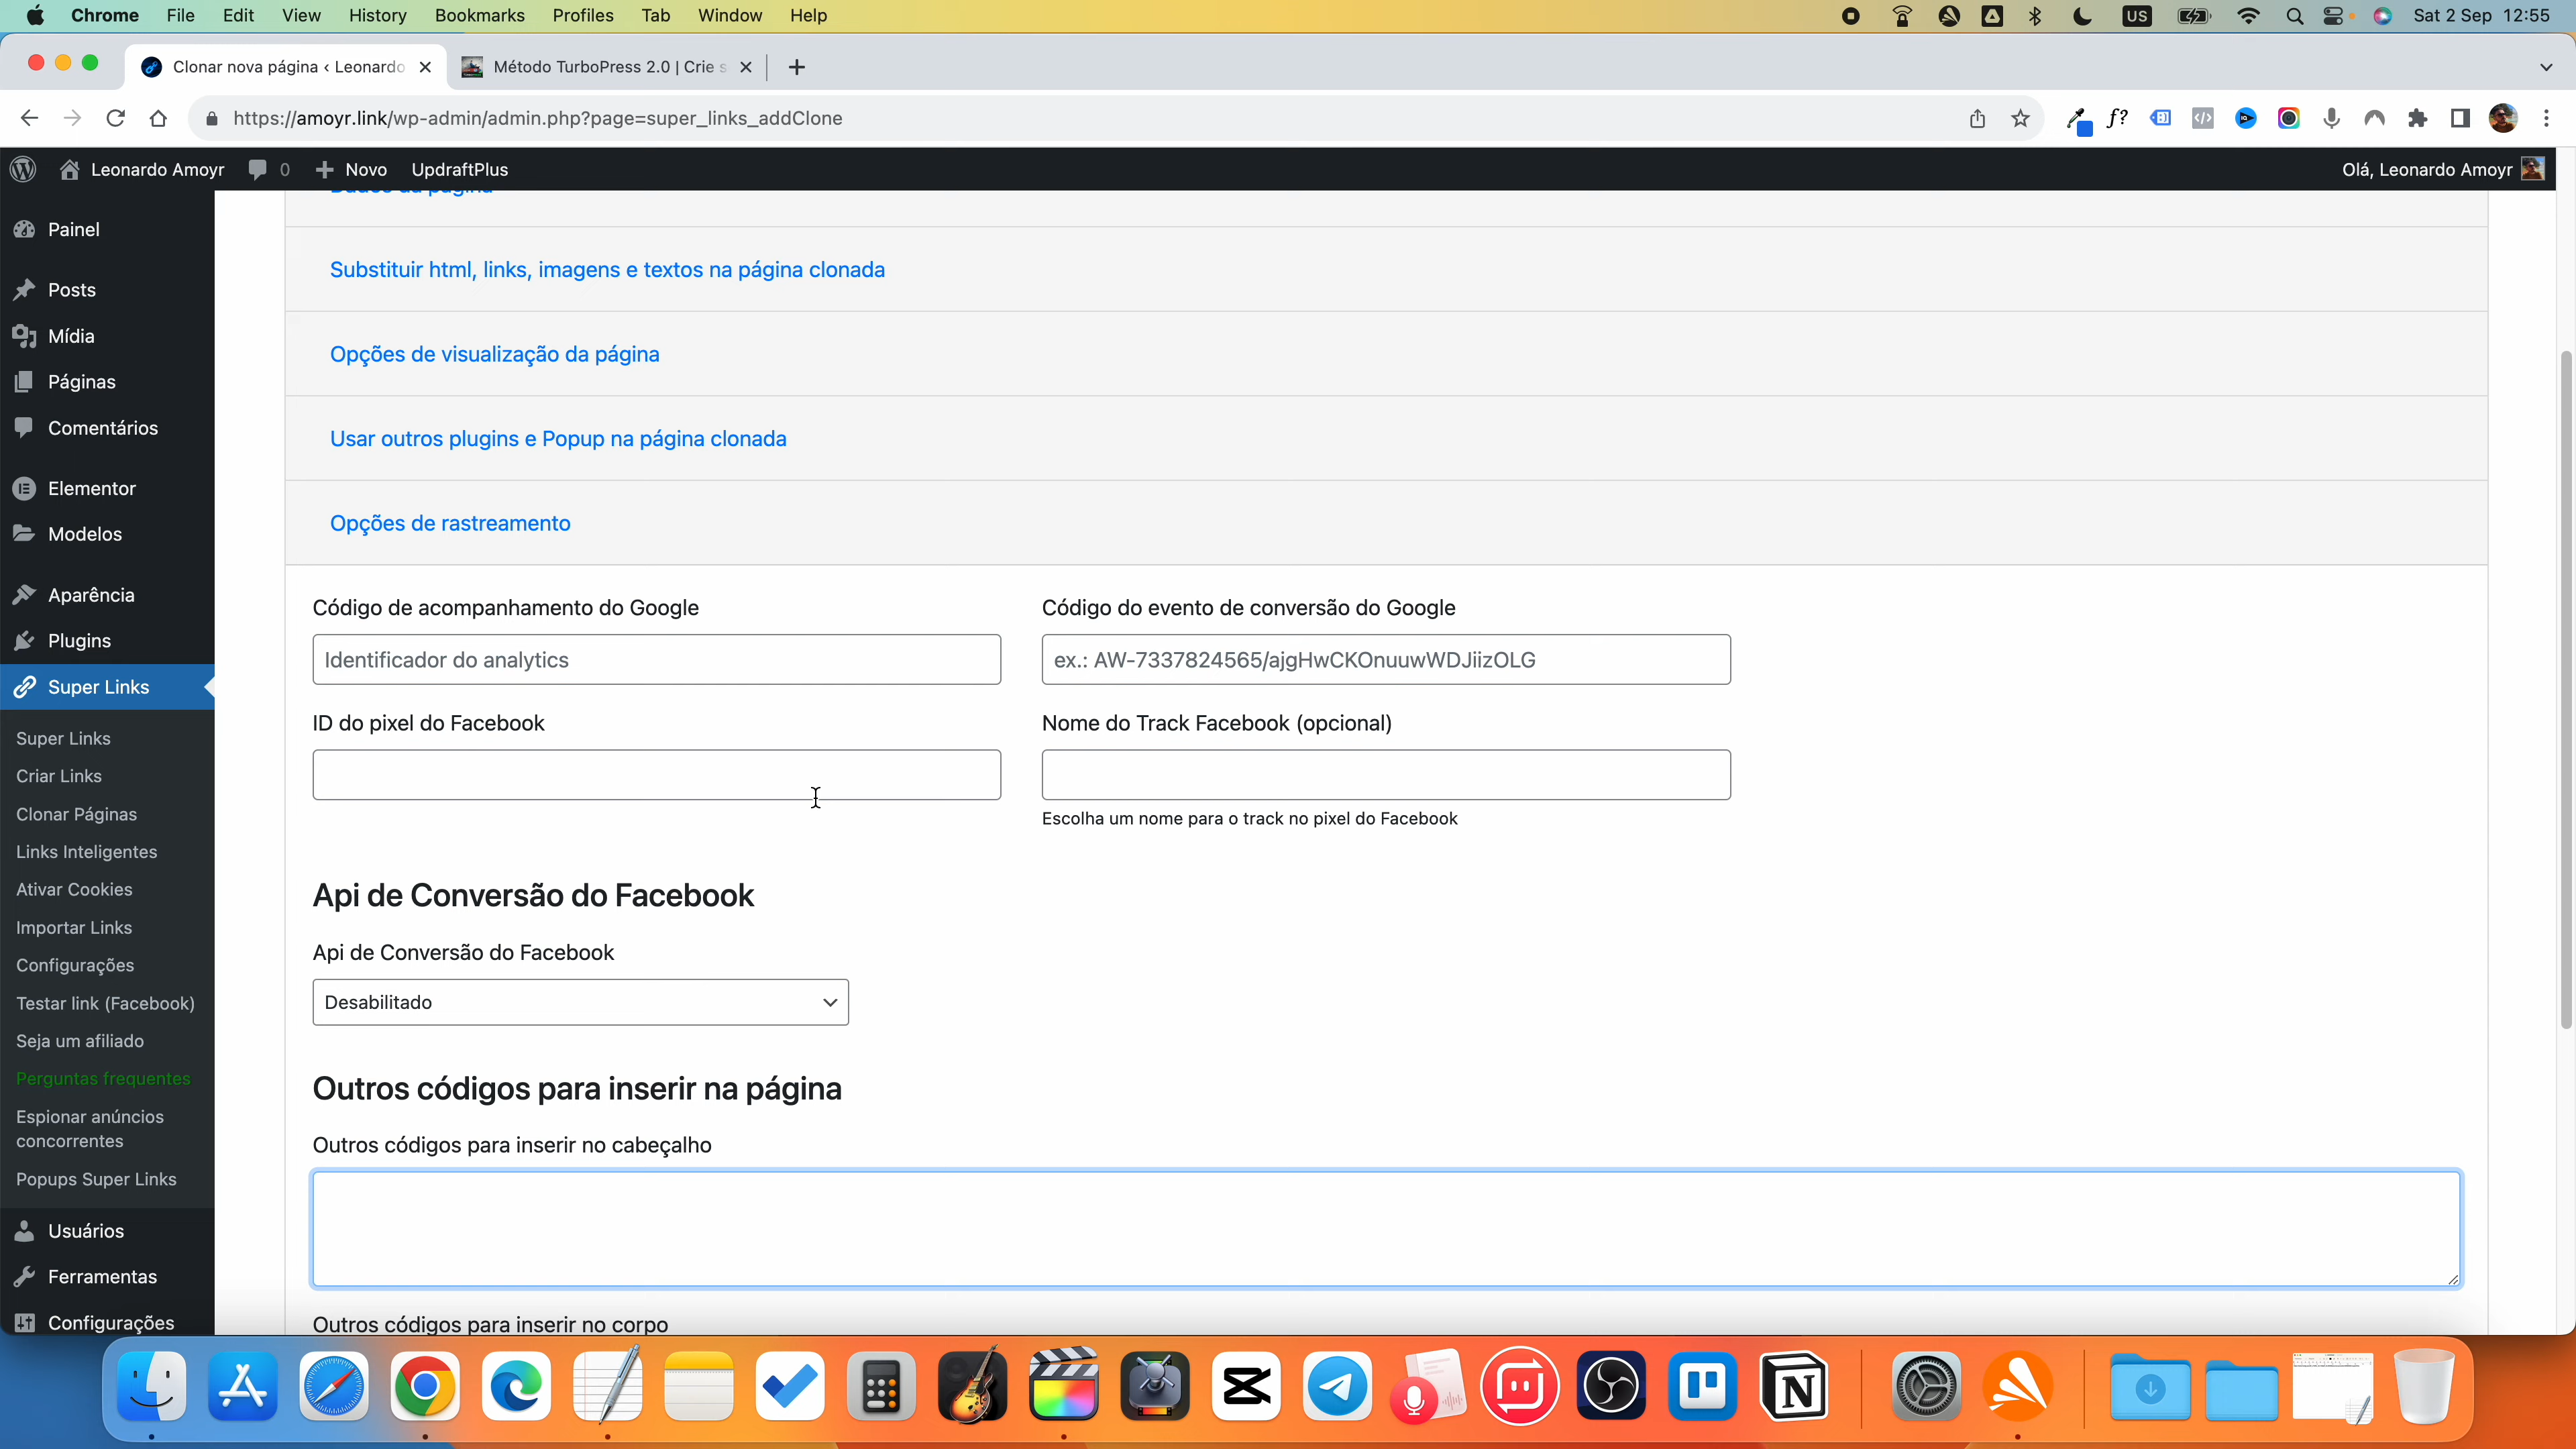 Chrome File Edit View History Bookmarks Profiles Tab Window Help
US
Sat 2 Sep 12:55
Clonar nova página ‹ Leonardo
Método TurboPress 2.0 | Crie s
https://amoyr.link/wp-admin/admin.php?page=super_links_addClone
Leonardo Amoyr
0
Novo
UpdraftPlus
Olá, Leonardo Amoyr
Painel
Posts
Mídia
Páginas
Comentários
Elementor
Modelos
Aparência
Plugins
Super Links
Super Links
Criar Links
Clonar Páginas
Links Inteligentes
Ativar Cookies
Importar Links
Configurações
Testar link (Facebook)
Seja um afiliado
Perguntas frequentes
Espionar anúncios
concorrentes
Popups Super Links
Usuários
Ferramentas
Configurações
Dados da página
Substituir html, links, imagens e textos na página clonada
Opções de visualização da página
Usar outros plugins e Popup na página clonada
Opções de rastreamento
Código de acompanhamento do Google
Código do evento de conversão do Google
Identificador do analytics
ex.: AW-7337824565/ajgHwCKOnuuwWDJiizOLG
ID do pixel do Facebook
Nome do Track Facebook (opcional)
Escolha um nome para o track no pixel do Facebook
Api de Conversão do Facebook
Api de Conversão do Facebook
Desabilitado
Outros códigos para inserir na página
Outros códigos para inserir no cabeçalho
Outros códigos para inserir no corpo